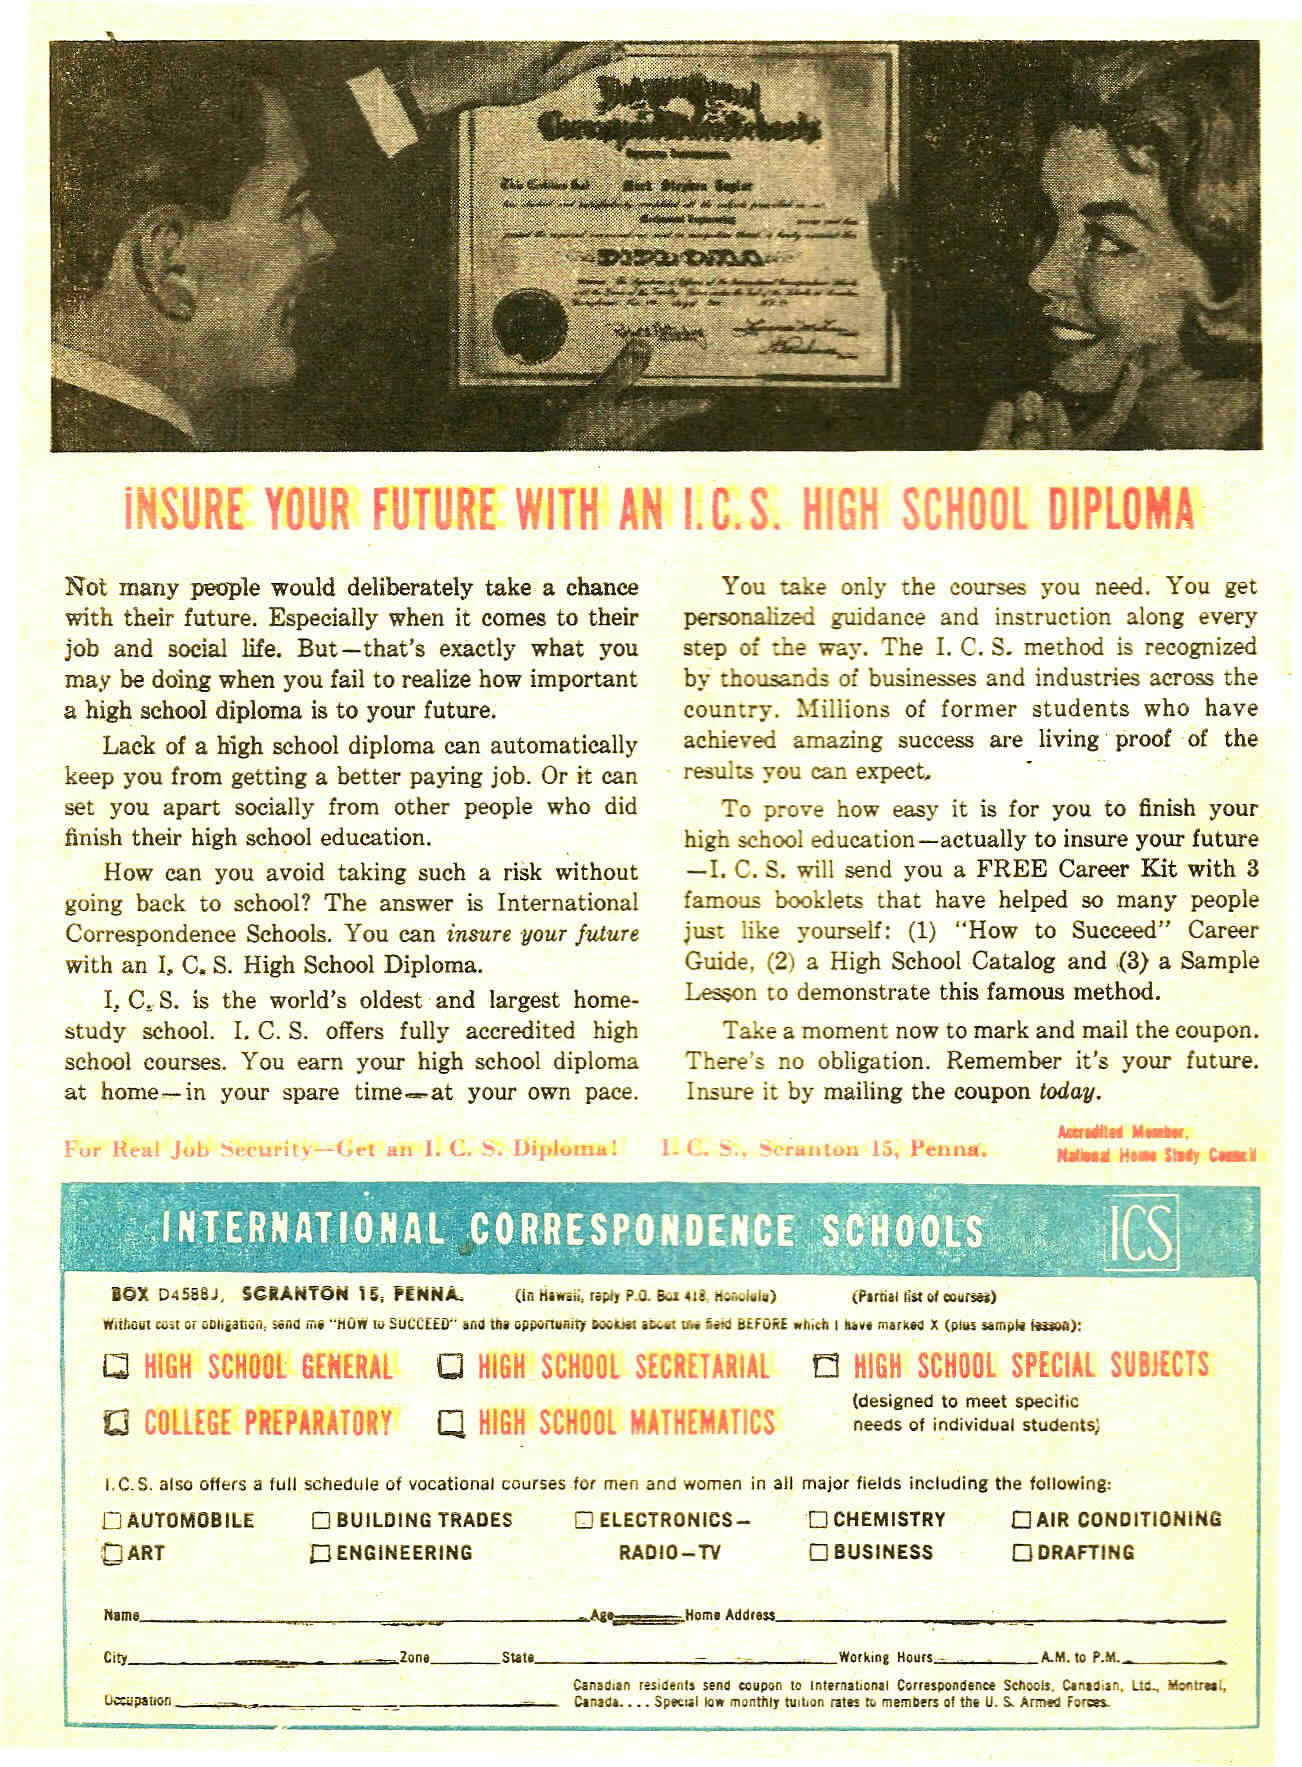 Correspondence Schools
This Certifies that Mark Stephen Taylor
Mechanical Engineering
DIPLOMA
iNSURE YOUR FUTURE WITH AN I.C.S. HIGH SCHOOL DIPLOMA
Not many people would deliberately take a chance
with their future. Especially when it comes to their
job and social life. But—that's exactly what you
may be doing when you fail to realize how important
a high school diploma is to your future.
Lack of a high school diploma can automatically
keep you from getting a better paying job. Or it can
set you apart socially from other people who did
finish their high school education.
How can you avoid taking such a risk without
going back to school? The answer is International
Correspondence Schools. You can insure your future
with an I. C. S. High School Diploma.
I. C. S. is the world's oldest and largest home-
study school. I. C. S. offers fully accredited high
school courses. You earn your high school diploma
at home—in your spare time—at your own pace.
You take only the courses you need. You get
personalized guidance and instruction along every
step of the way. The I. C. S. method is recognized
by thousands of businesses and industries across the
country. Millions of former students who have
achieved amazing success are living proof of the
results you can expect.
To prove how easy it is for you to finish your
high school education—actually to insure your future
—I. C. S. will send you a FREE Career Kit with 3
famous booklets that have helped so many people
just like yourself: (1) "How to Succeed" Career
Guide, (2) a High School Catalog and (3) a Sample
Lesson to demonstrate this famous method.
Take a moment now to mark and mail the coupon.
There's no obligation. Remember it's your future.
Insure it by mailing the coupon today.
For Real Job Security—Get an I. C. S. Diploma! I. C. S., Scranton 15, Penna.
Accredited Member,
National Home Study Council
INTERNATIONAL CORRESPONDENCE SCHOOLS ICS
BOX D4588J, SCRANTON 15, PENNA. (In Hawaii, reply P.O. Box 418, Honolulu) (Partial list of courses)
Without cost or obligation, send me "HOW to SUCCEED" and the opportunity booklet about the field BEFORE which I have marked X (plus sample lesson):
HIGH SCHOOL GENERAL HIGH SCHOOL SECRETARIAL HIGH SCHOOL SPECIAL SUBJECTS
(designed to meet specific
COLLEGE PREPARATORY HIGH SCHOOL MATHEMATICS needs of individual students)
I.C.S. also offers a full schedule of vocational courses for men and women in all major fields including the following:
AUTOMOBILE BUILDING TRADES ELECTRONICS— CHEMISTRY AIR CONDITIONING
ART ENGINEERING RADIO—TV BUSINESS DRAFTING
Name Age Home Address
City Zone State Working Hours A.M. to P.M.
Occupation
Canadian residents send coupon to International Correspondence Schools, Canadian, Ltd., Montreal,
Canada.... Special low monthly tuition rates to members of the U. S. Armed Forces.